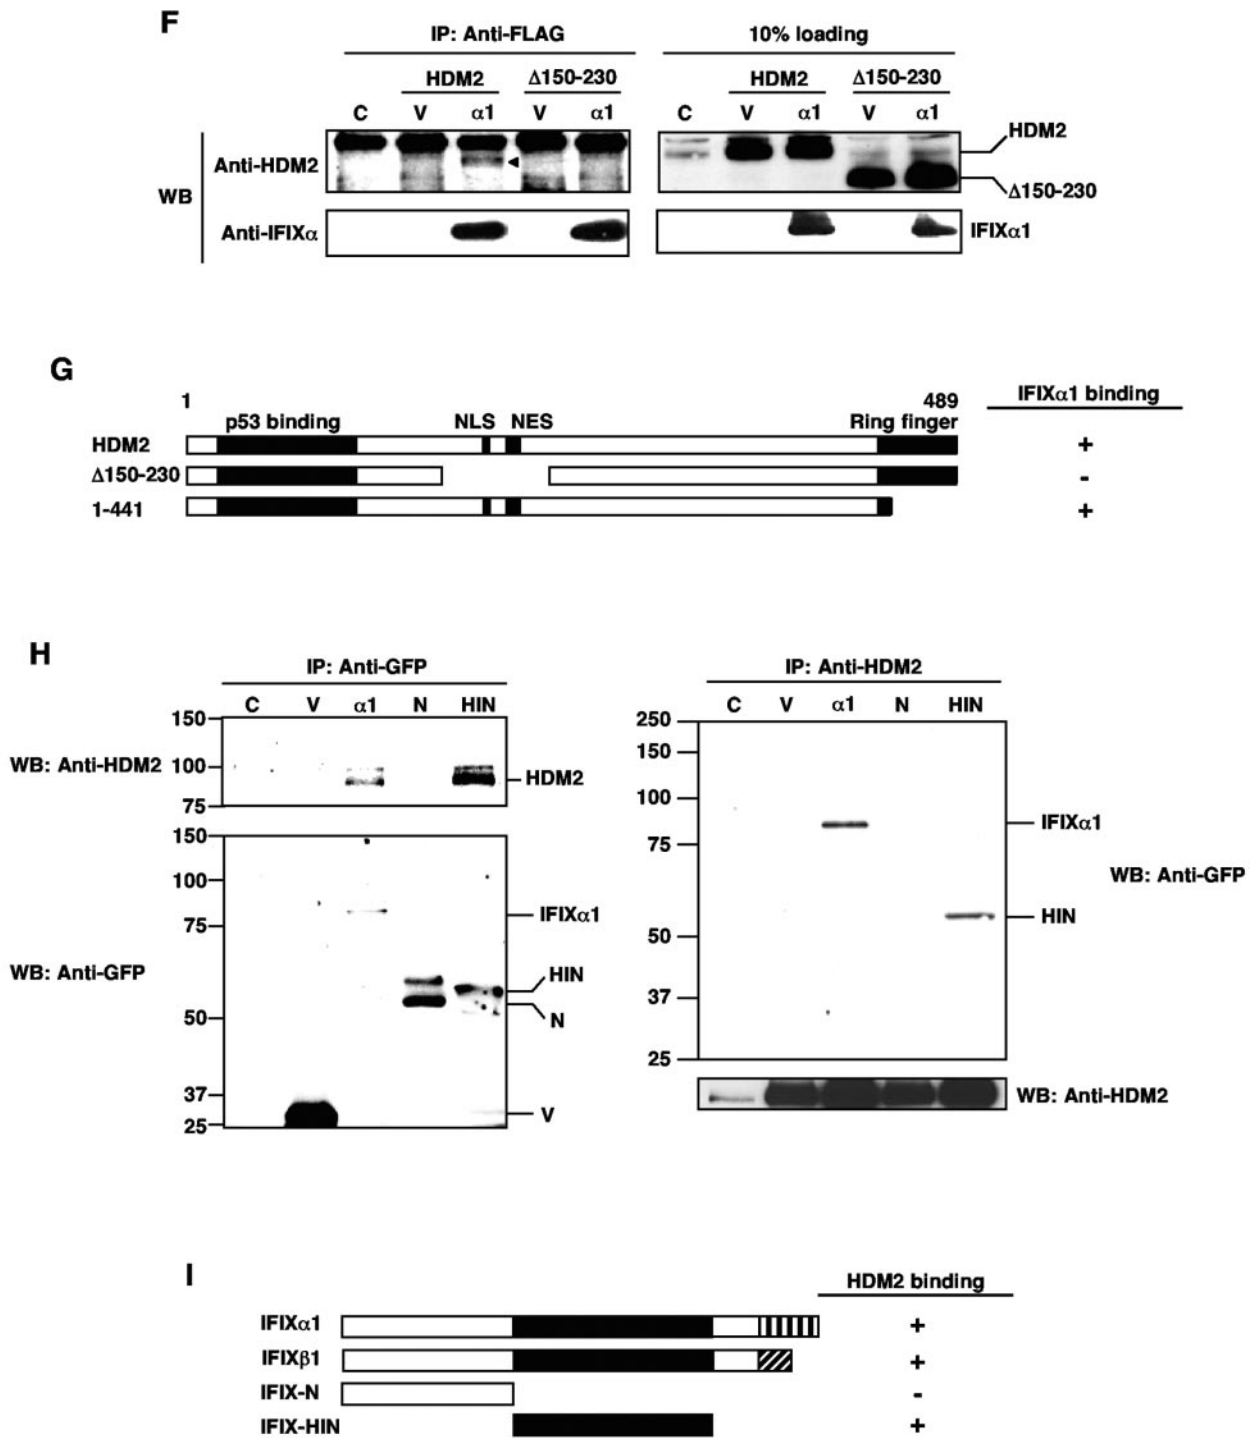 F
IP: Anti-FLAG 10% loading
HDM2 Δ150-230 HDM2 Δ150-230
C V α1 V α1 C V α1 V α1
HDM2
Anti-HDM2
WB
Δ150-230
Anti-IFIXα IFIXα1
G
1 489 IFIXα1 binding
p53 binding NLS NES Ring finger
HDM2 +
Δ150-230 -
1-441 +
H
IP: Anti-GFP IP: Anti-HDM2
C V α1 N HIN C V α1 N HIN
150
WB: Anti-HDM2 100 HDM2
75
150
100
75 IFIXα1
WB: Anti-GFP HIN
50 N
37
25 V
250
150
100
IFIXα1
75
WB: Anti-GFP
HIN
50
37
25
WB: Anti-HDM2
I
HDM2 binding
IFIXα1 +
IFIXβ1 +
IFIX-N -
IFIX-HIN +